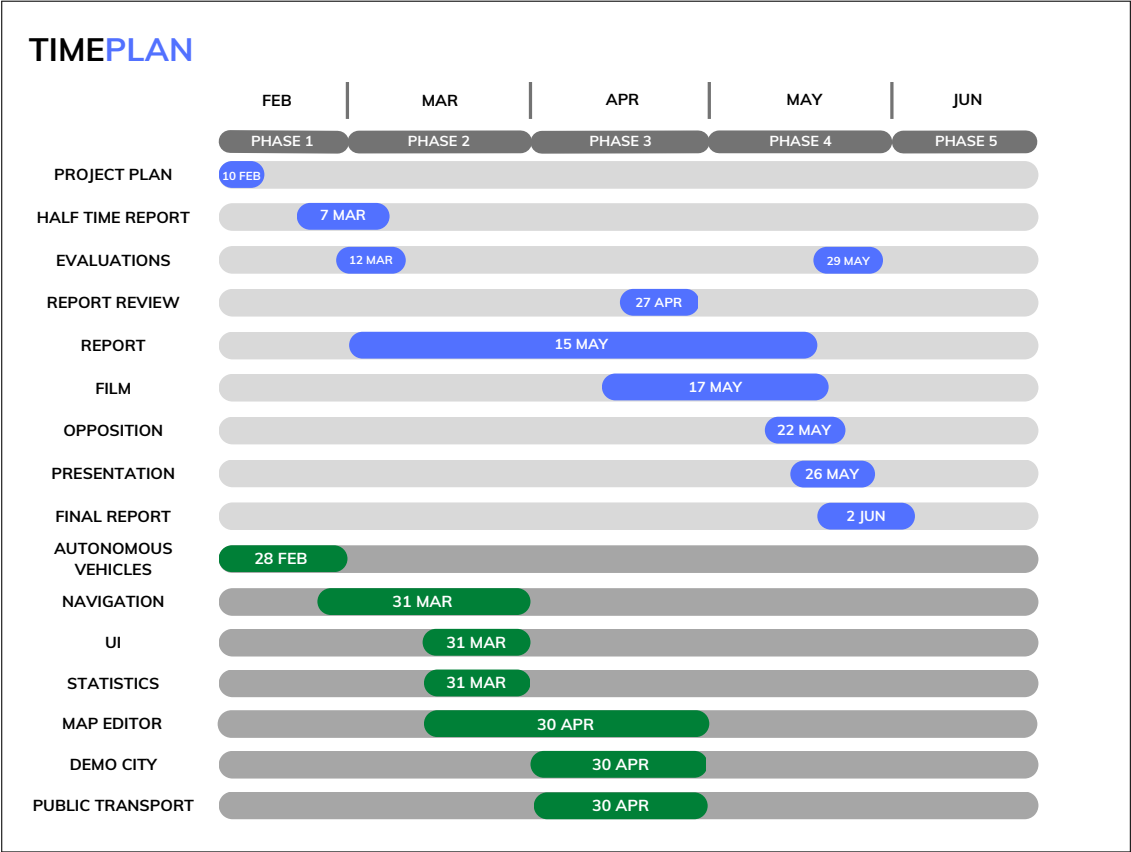 TIMEPLAN
FEB MAR APR MAY JUN
PHASE 1 PHASE 2 PHASE 3 PHASE 4 PHASE 5
PROJECT PLAN 10 FEB
HALF TIME REPORT 7 MAR
EVALUATIONS 12 MAR 29 MAY
REPORT REVIEW 27 APR
REPORT 15 MAY
FILM 17 MAY
OPPOSITION 22 MAY
PRESENTATION 26 MAY
FINAL REPORT 2 JUN
AUTONOMOUS
VEHICLES 28 FEB
NAVIGATION 31 MAR
UI 31 MAR
STATISTICS 31 MAR
MAP EDITOR 30 APR
DEMO CITY 30 APR
PUBLIC TRANSPORT 30 APR